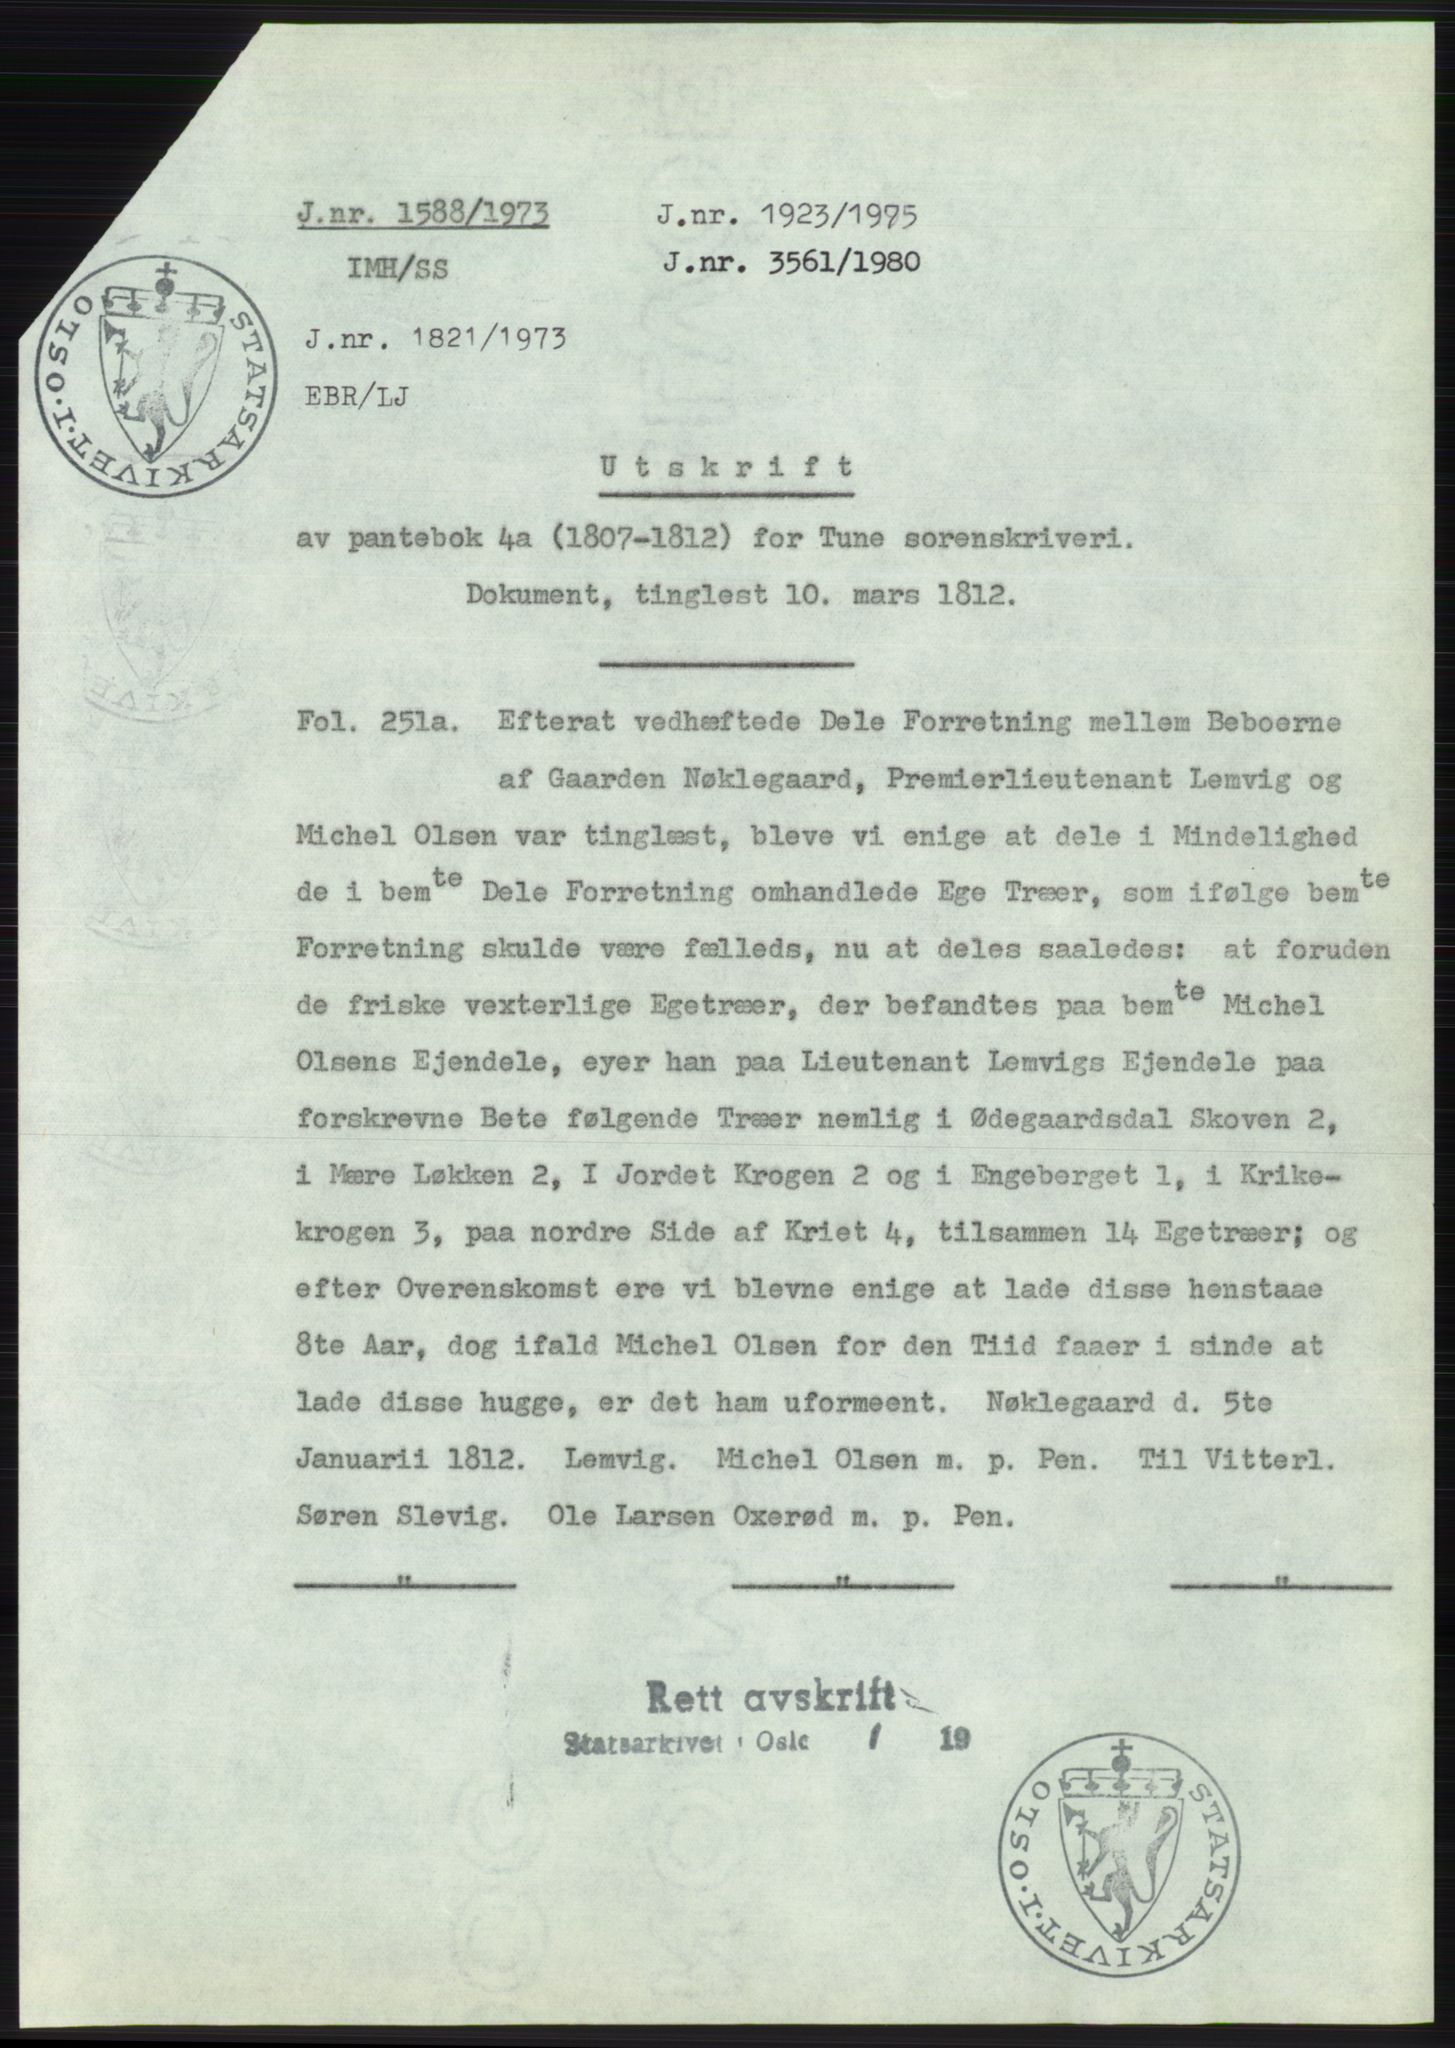 J.nr. 1588/1973
J.nr. 1923/1975
IMH/SS
J.nr. 3561/1980
STATSARKIVET·I·OSLO
J.nr. 1821/1973
EBR/LJ
Utskrift
av pantebok 4a (1807-1812) for Tune sorenskriveri.
Dokument, tinglest 10. mars 1812.
Fol. 251a. Efterat vedhæftede Dele Forretning mellem Beboerne
af Gaarden Nøklegaard, Premierlieutenant Lemvig og
Michel Olsen var tinglæst, bleve vi enige at dele i Mindelighed
de i bemte Dele Forretning omhandlede Ege Træer, som ifølge bemte
Forretning skulde være fælleds, nu at deles saaledes: at foruden
de friske vexterlige Egetræer, der befandtes paa bemte Michel
Olsens Ejendele, eyer han paa Lieutenant Lemvigs Ejendele paa
forskrevne Bete følgende Træer nemlig i Ødegaardsdal Skoven 2,
i Mære Løkken 2, I Jordet Krogen 2 og i Engeberget 1, i Krike-
krogen 3, paa nordre Side af Kriet 4, tilsammen 14 Egetræer; og
efter Overenskomst ere vi blevne enige at lade disse henstaae
8te Aar, dog ifald Michel Olsen for den Tiid faaer i sinde at
lade disse hugge, er det ham uformeent. Nøklegaard d. 5te
Januarii 1812. Lemvig. Michel Olsen m. p. Pen. Til Vitterl.
Søren Slevig. Ole Larsen Oxerød m. p. Pen.
" " "
Rett avskrift
Statsarkivet i Oslo / 19
STATSARKIVET·I·OSLO